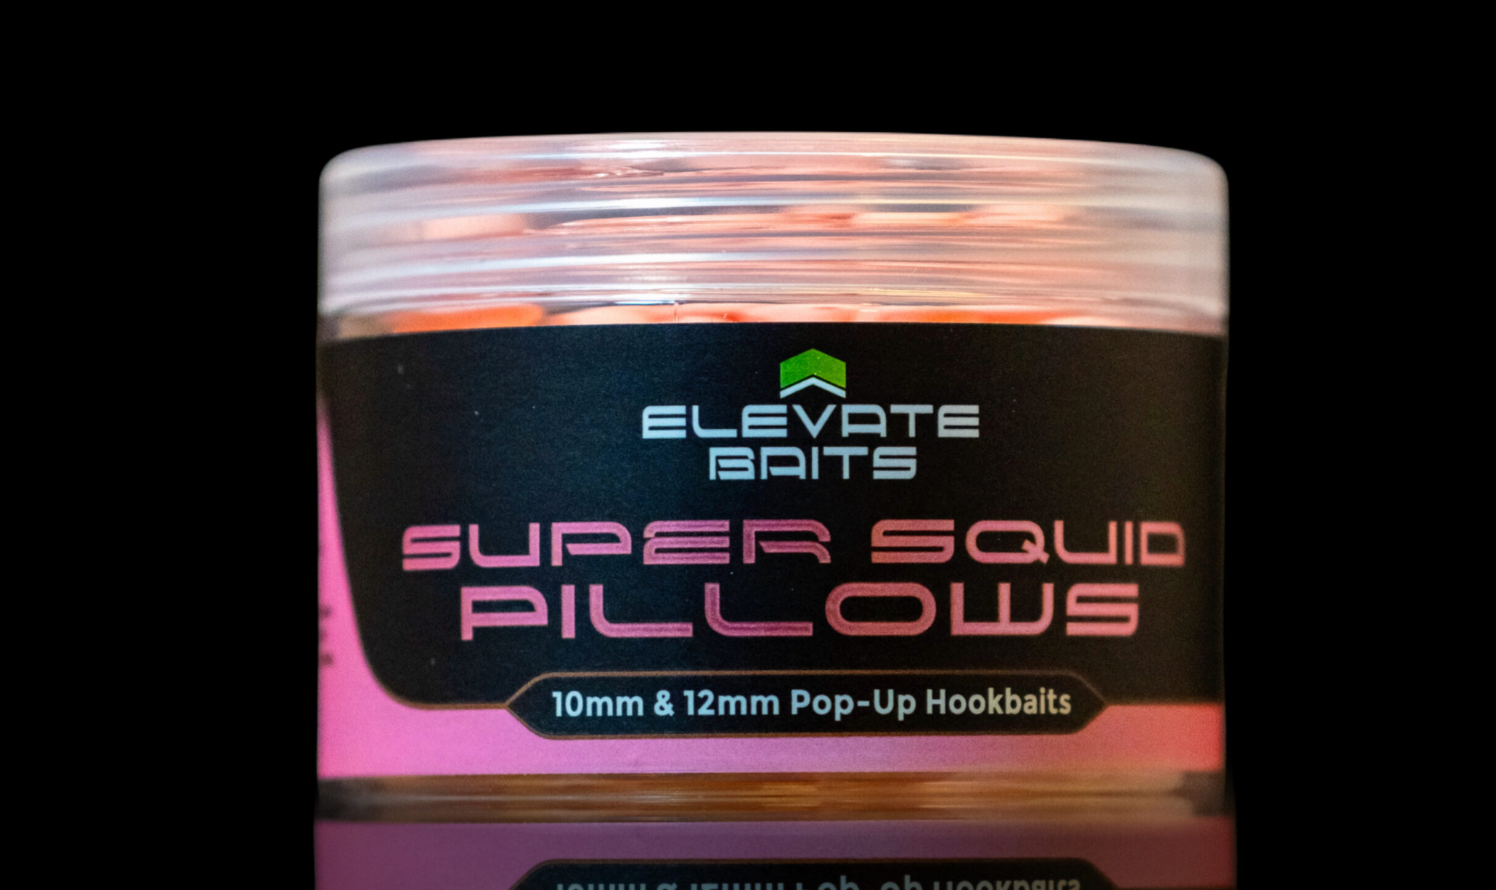 ELEVATE
BAITS
SUPER SQUID
PILLOWS
10mm & 12mm Pop-Up Hookbaits